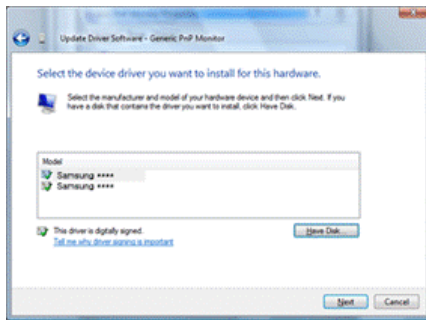 Update Driver Software - Generic PnP Monitor
Select the device driver you want to install for this hardware.
Select the manufacturer and model of your hardware device and then click Next. If you
have a disk that contains the driver you want to install, click Have Disk.
Model
Samsung ****
Samsung ****
This driver is digitally signed.
Have Disk...
Tell me why driver signing is important
Next
Cancel